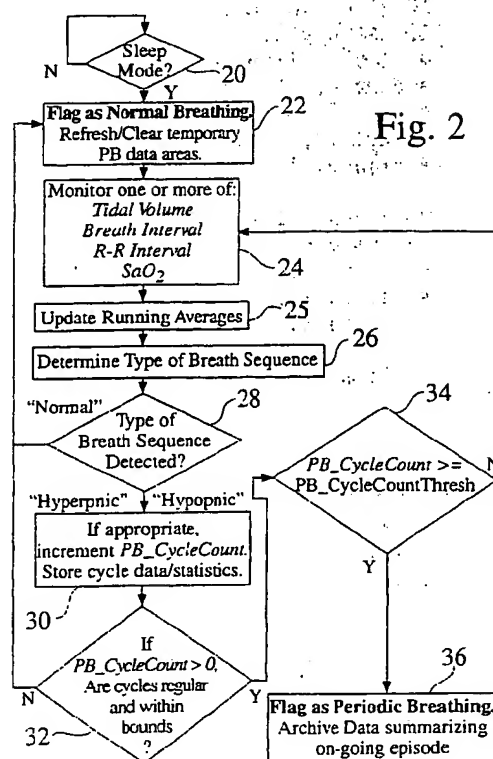 Sleep
Mode?
N
20
Y
Flag as Normal Breathing.
Refresh/Clear temporary
PB data areas.
22
Fig. 2
Monitor one or more of:
Tidal Volume
Breath Interval
R-R Interval
SaO2
24
Update Running Averages
25
Determine Type of Breath Sequence
26
"Normal"
28
Type of
Breath Sequence
Detected?
34
PB_CycleCount >=
PB_CycleCountThresh
N
"Hyperpnic" "Hypopnic"
If appropriate,
increment PB_CycleCount.
Store cycle data/statistics.
30
Y
If
PB_CycleCount > 0,
Are cycles regular
and within
bounds
?
N
Y
32
36
Flag as Periodic Breathing.
Archive Data summarizing
on-going episode